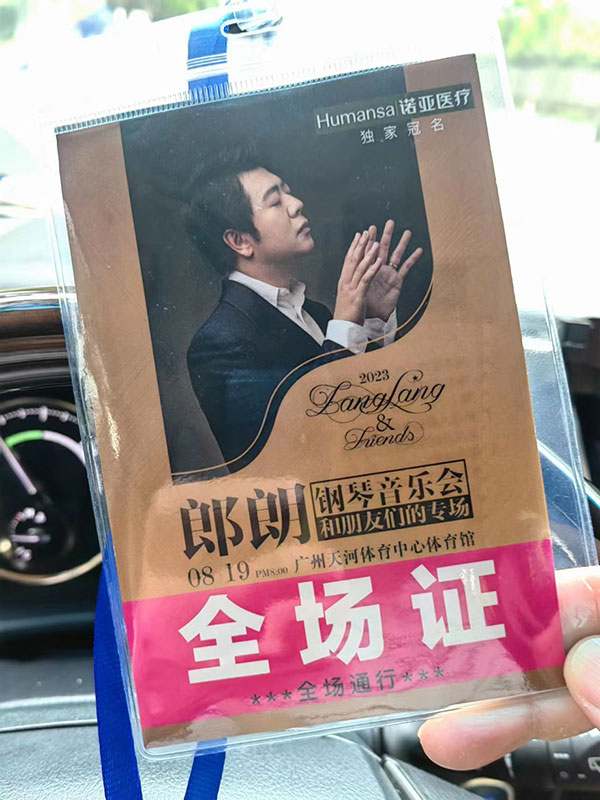 Humansa 诺亚医疗
独家冠名
2023
LangLang
&
Friends
郎朗 钢琴音乐会
和朋友们的专场
08 19 PM8:00 广州天河体育中心体育馆
全场证
***全场通行***